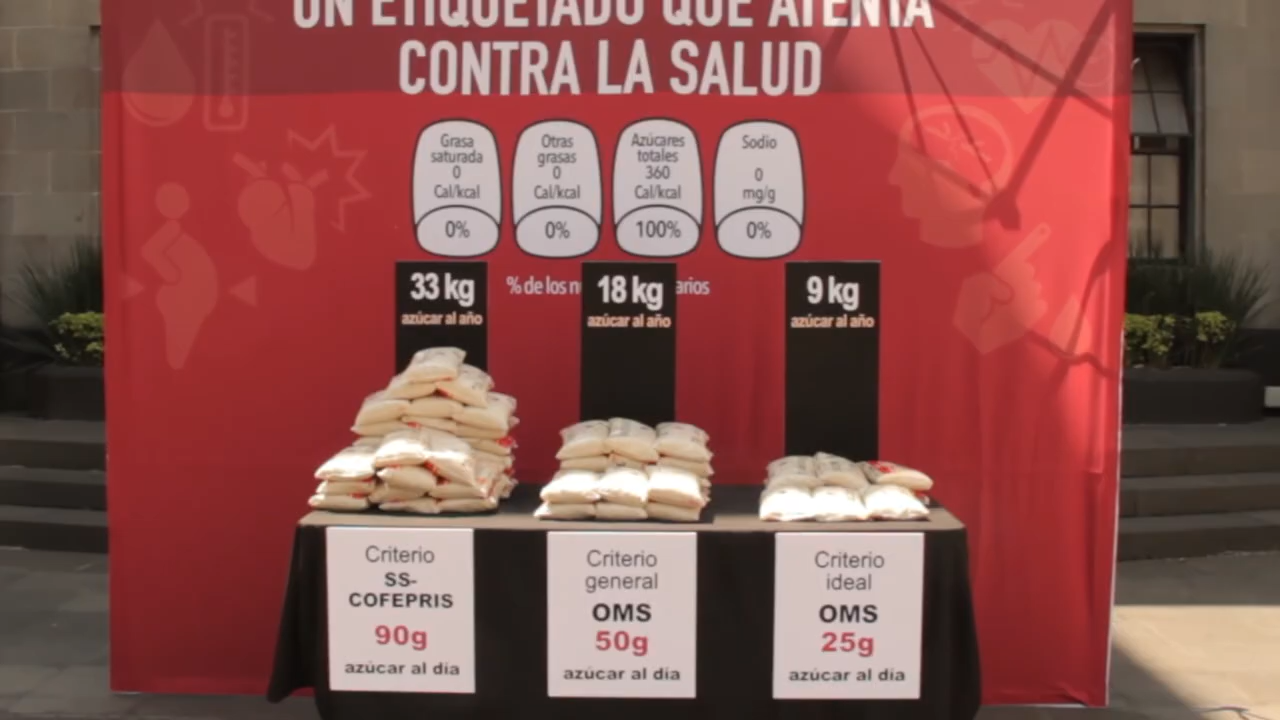 UN ETIQUETADO QUE ATENTA
CONTRA LA SALUD
Grasa
saturada
0
Cal/kcal
0%
Otras
grasas
0
Cal/kcal
0%
Azúcares
totales
360
Cal/kcal
100%
Sodio
0
mg/g
0%
% de los
arios
33 kg
azúcar al año
18 kg
azúcar al año
9 kg
azúcar al año
Criterio
SS-
COFEPRIS
90g
azúcar al día
Criterio
general
OMS
50g
azúcar al día
Criterio
ideal
OMS
25g
azúcar al día